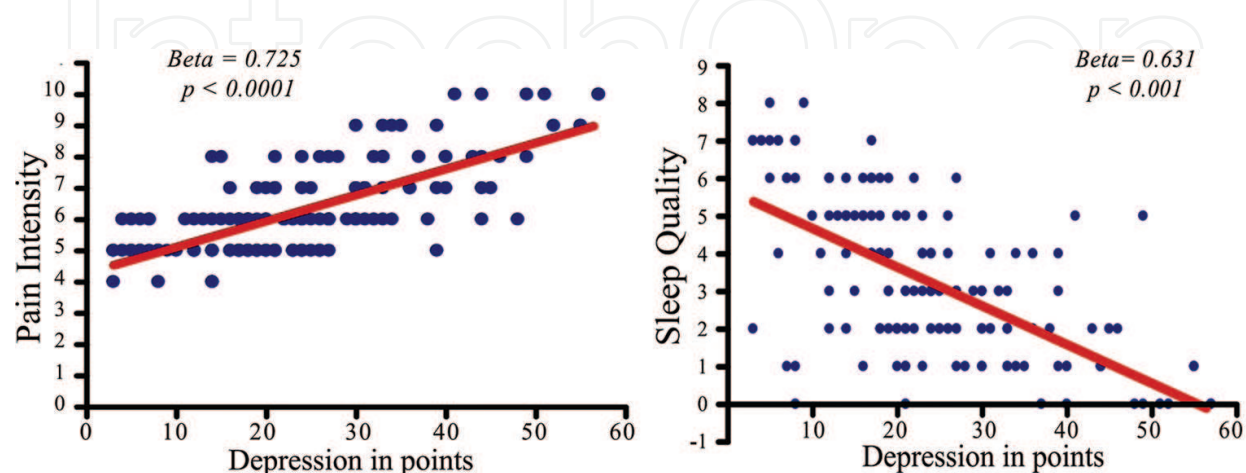 IntechOpen
Beta = 0.725
p < 0.0001
Pain Intensity
10
9
8
7
6
5
4
3
2
1
0
0 10 20 30 40 50 60
Depression in points
Beta= 0.631
p < 0.001
Sleep Quality
9
8
7
6
5
4
3
2
1
0
-1
10 20 30 40 50 60
Depression in points